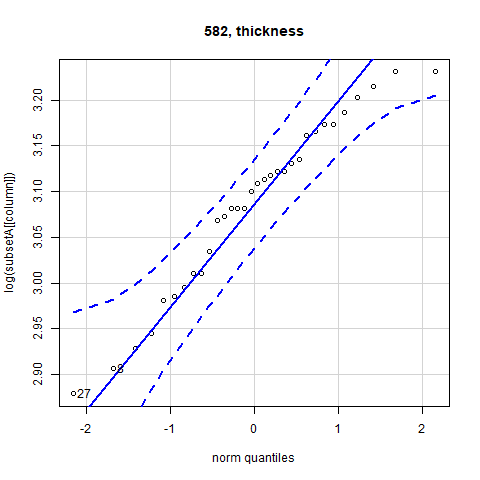 582, thickness
log(subsetA[[column]])
3.20
3.15
3.10
3.05
3.00
2.95
2.90
27
-2 -1 0 1 2
norm quantiles